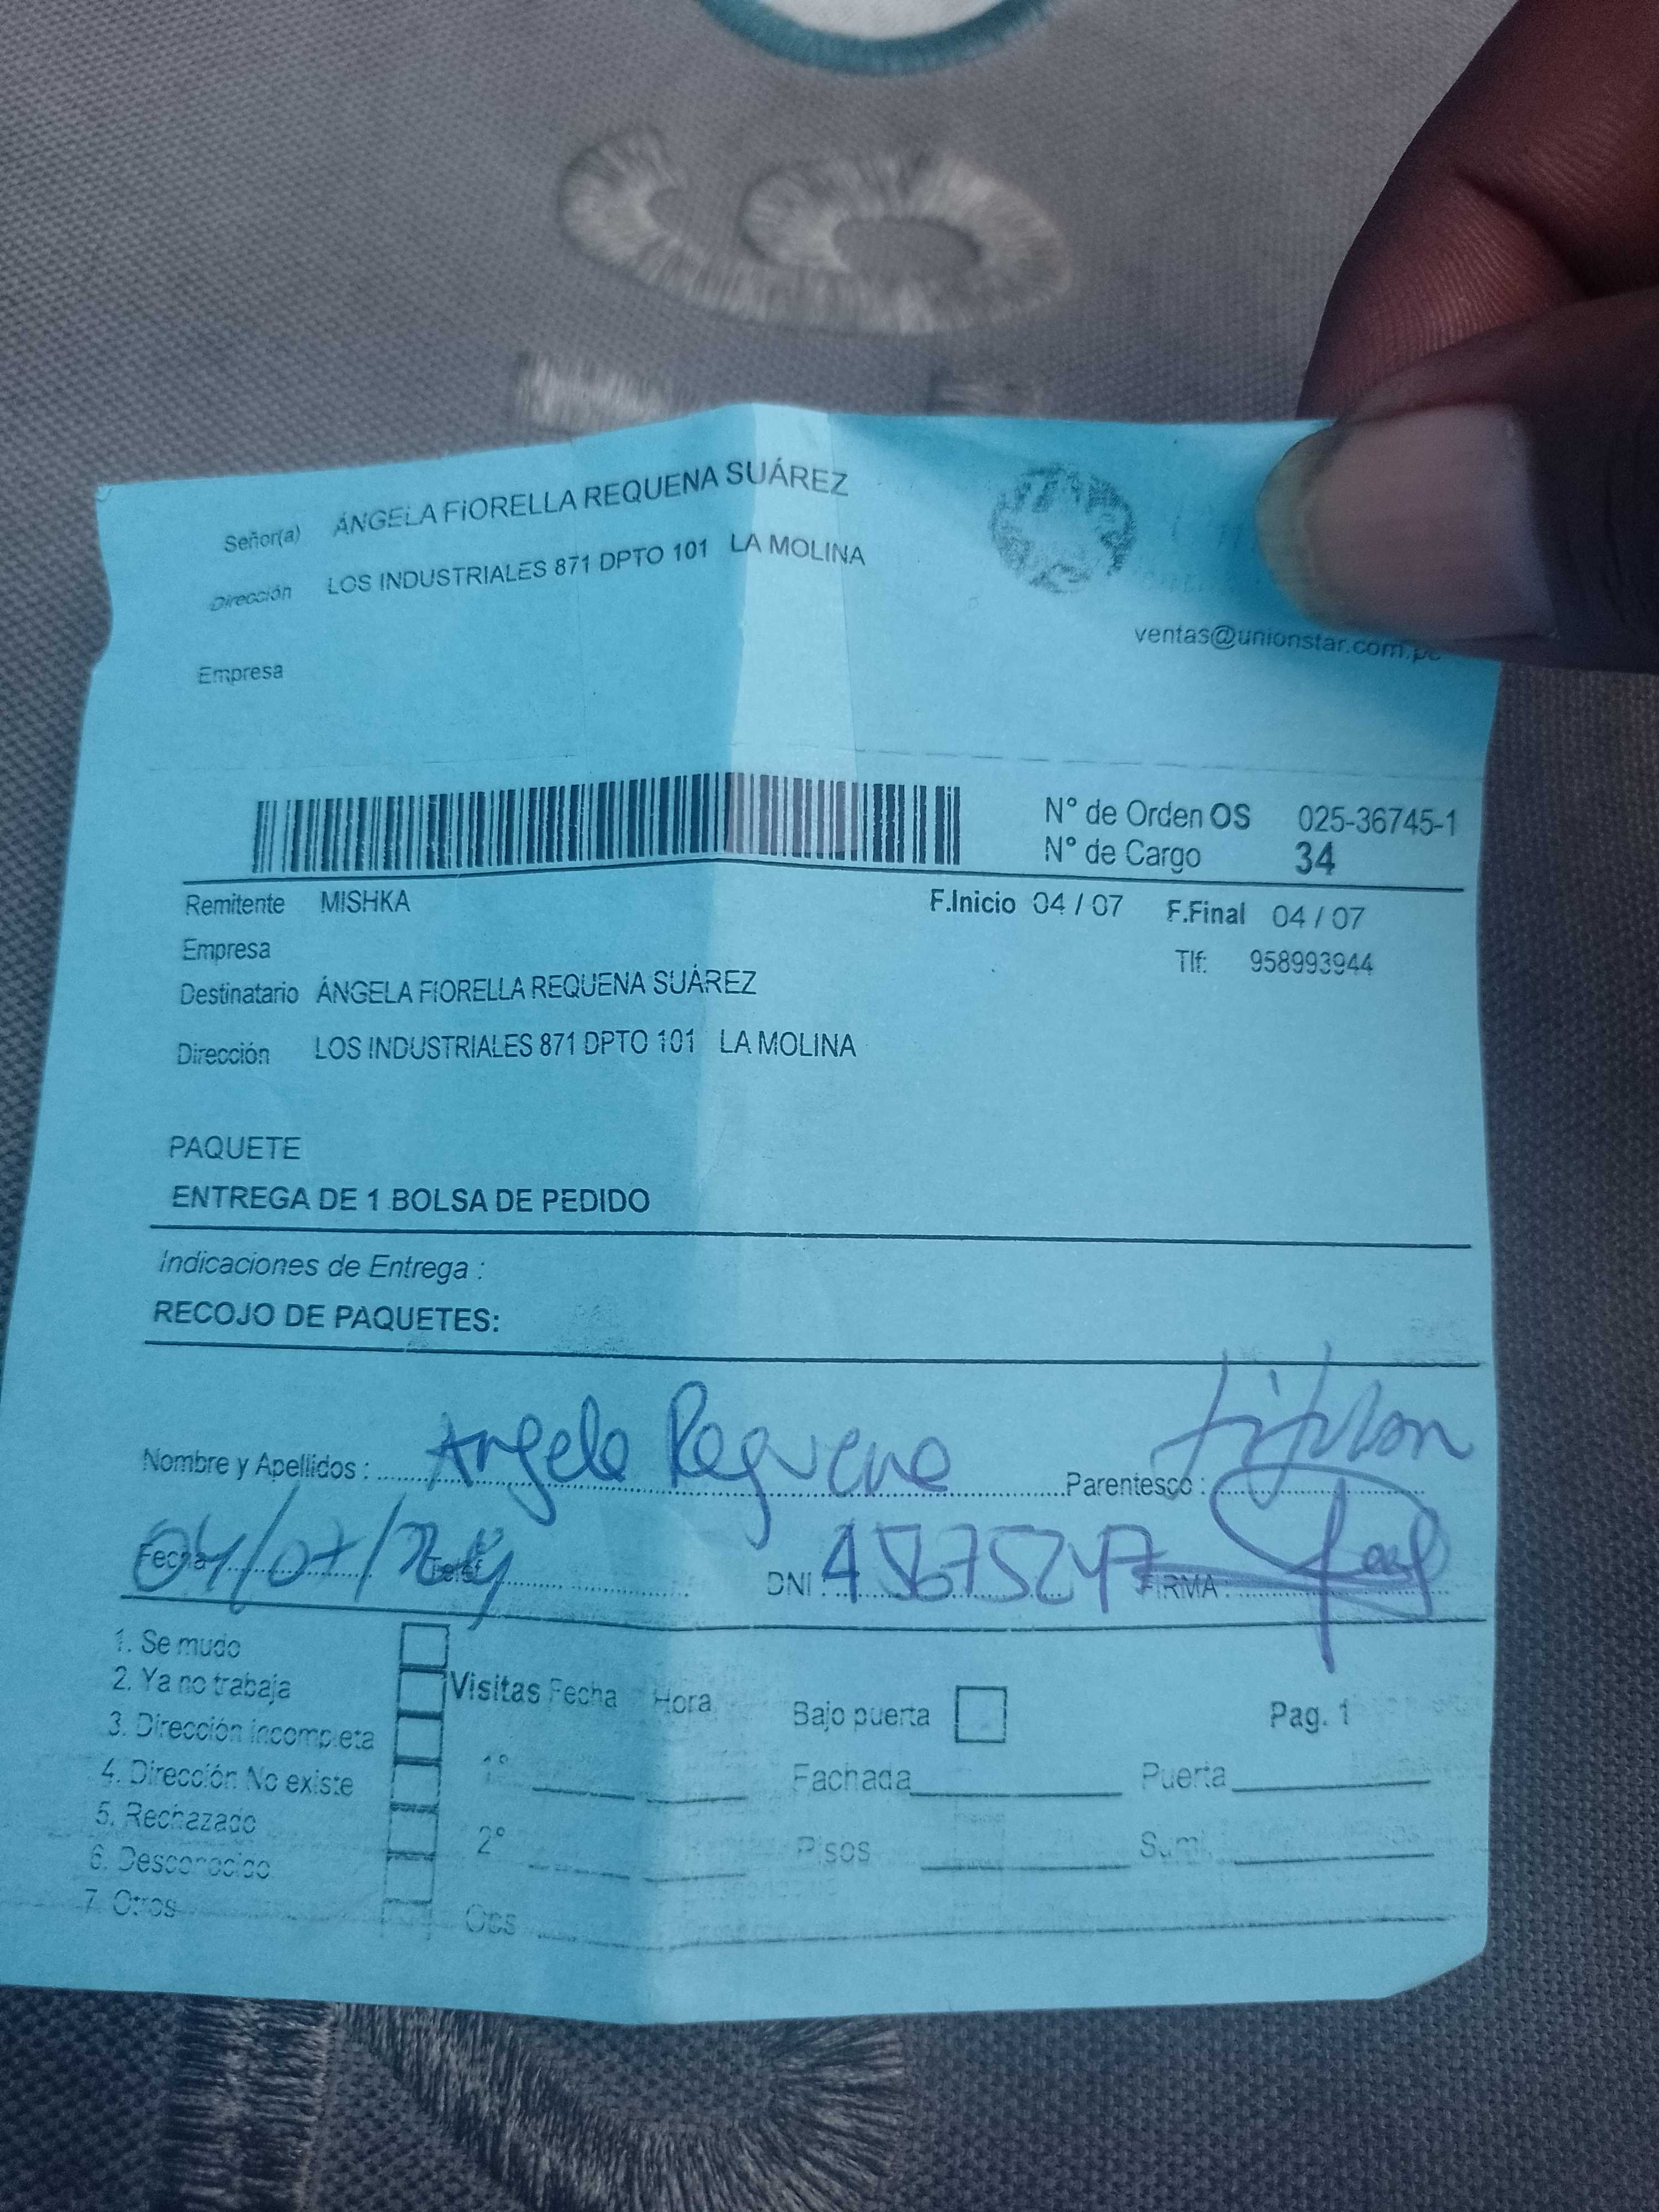 Señor(a) ÁNGELA FIORELLA REQUENA SUÁREZ
Dirección LOS INDUSTRIALES 871 DPTO 101 LA MOLINA
ventas@unionstar.com.pe
Empresa
N° de Orden OS 025-36745-1
N° de Cargo 34
Remitente MISHKA F.Inicio 04 / 07 F.Final 04 / 07
Empresa Tlf: 958993944
Destinatario ÁNGELA FIORELLA REQUENA SUÁREZ
Dirección LOS INDUSTRIALES 871 DPTO 101 LA MOLINA
PAQUETE
ENTREGA DE 1 BOLSA DE PEDIDO
Indicaciones de Entrega :
RECOJO DE PAQUETES:
Nombre y Apellidos : Angela Requena Parentesco :
Fecha 04/07/ Telef DNI : 45675247 FIRMA :
1. Se mudo
2. Ya no trabaja Visitas Fecha Hora Bajo puerta Pag. 1
3. Dirección incompleta
4. Dirección No existe 1° Fachada Puerta
5. Rechazado
6. Desconocido 2° Pisos Sumi.
7. Otros Obs